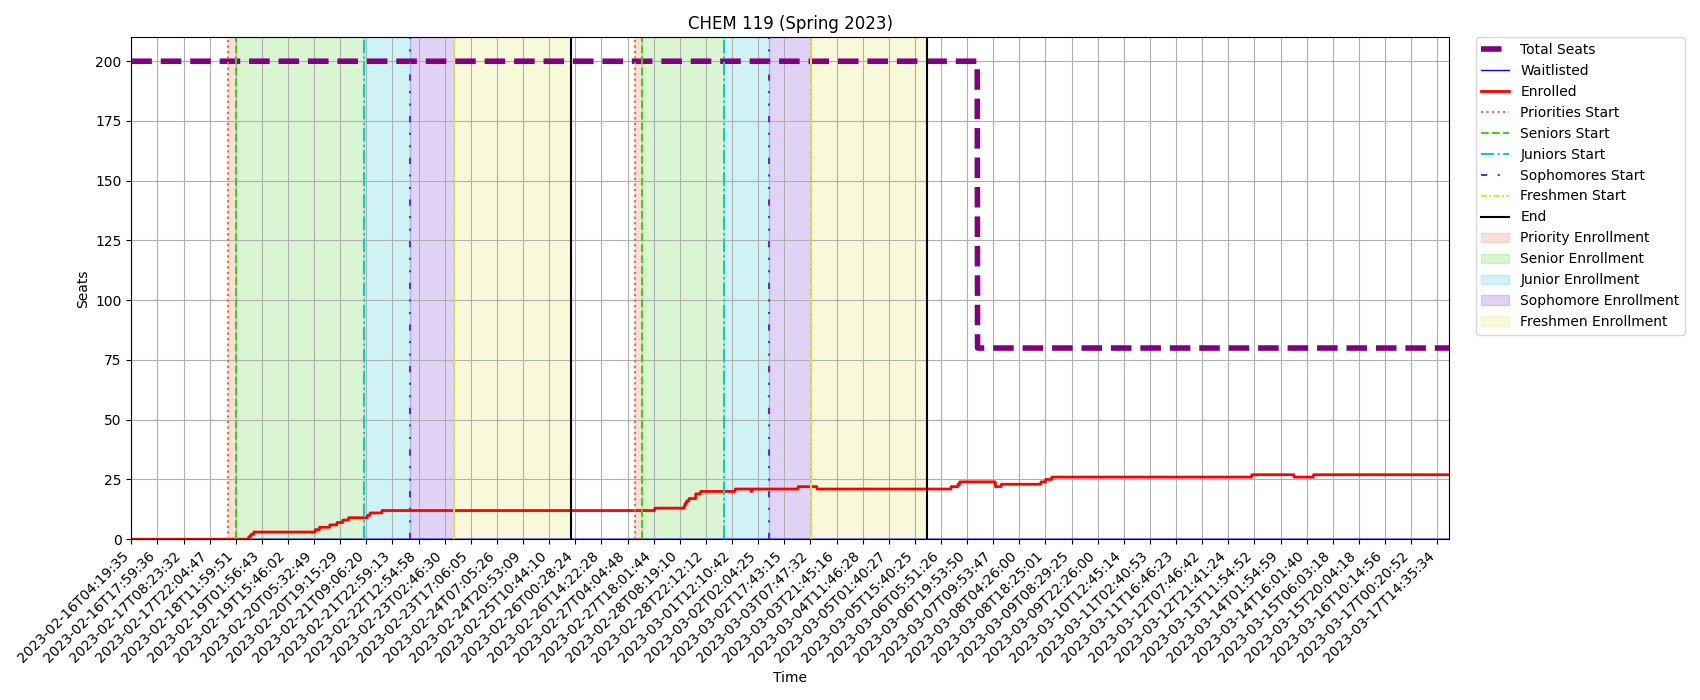 CHEM 119 (Spring 2023)
Seats
200
175
150
125
100
75
50
25
0
2023-02-16T04:19:35
2023-02-16T17:59:36
2023-02-17T08:23:32
2023-02-17T22:04:47
2023-02-18T11:59:51
2023-02-19T01:56:43
2023-02-19T15:46:02
2023-02-20T05:32:49
2023-02-20T19:15:29
2023-02-21T09:06:20
2023-02-21T22:59:13
2023-02-22T12:54:58
2023-02-23T02:46:30
2023-02-23T17:06:05
2023-02-24T07:05:26
2023-02-24T20:53:09
2023-02-25T10:44:10
2023-02-26T00:28:24
2023-02-26T14:22:28
2023-02-27T04:04:48
2023-02-27T18:01:44
2023-02-28T08:19:10
2023-02-28T22:12:12
2023-03-01T12:10:42
2023-03-02T02:04:25
2023-03-02T17:43:15
2023-03-03T07:47:32
2023-03-03T21:45:16
2023-03-04T11:46:28
2023-03-05T01:40:27
2023-03-05T15:40:25
2023-03-06T05:51:26
2023-03-06T19:53:50
2023-03-07T09:53:47
2023-03-08T04:26:00
2023-03-08T18:25:01
2023-03-09T08:29:25
2023-03-09T22:26:00
2023-03-10T12:45:14
2023-03-11T02:40:53
2023-03-11T16:46:23
2023-03-12T07:46:42
2023-03-12T21:41:24
2023-03-13T11:54:52
2023-03-14T01:54:59
2023-03-14T16:01:40
2023-03-15T06:03:18
2023-03-15T20:04:18
2023-03-16T10:14:56
2023-03-17T00:20:52
2023-03-17T14:35:34
Time
Total Seats
Waitlisted
Enrolled
Priorities Start
Seniors Start
Juniors Start
Sophomores Start
Freshmen Start
End
Priority Enrollment
Senior Enrollment
Junior Enrollment
Sophomore Enrollment
Freshmen Enrollment